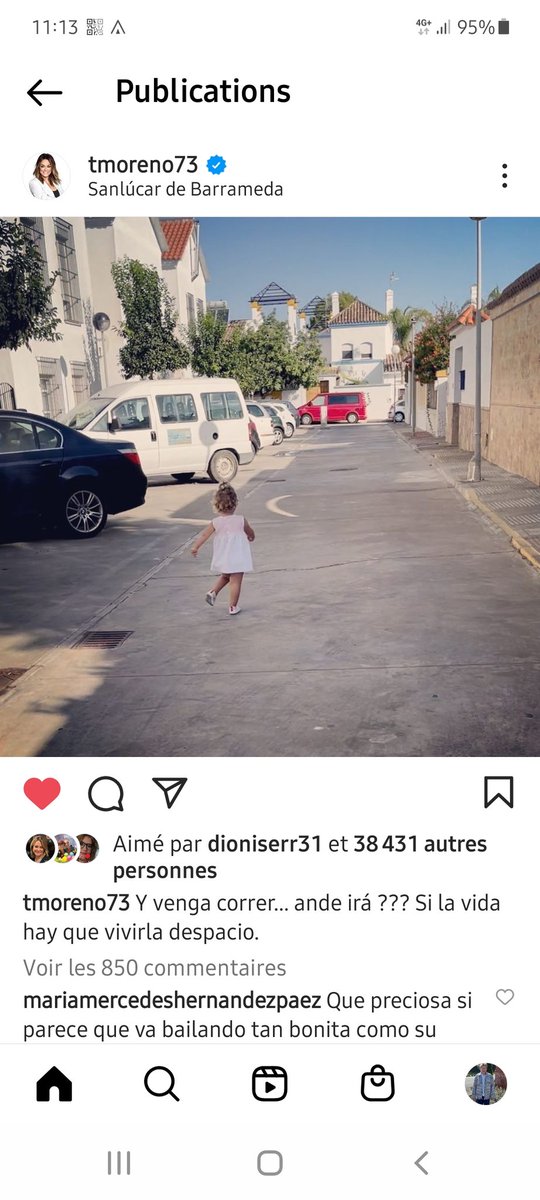 11:13
4G+
95%
Publications
tmoreno73
Sanlúcar de Barrameda
Aimé par dioniserr31 et 38 431 autres
personnes
tmoreno73 Y venga correr... ande irá ??? Si la vida
hay que vivirla despacio.
Voir les 850 commentaires
mariamercedeshernandezpaez Que preciosa si
parece que va bailando tan bonita como su